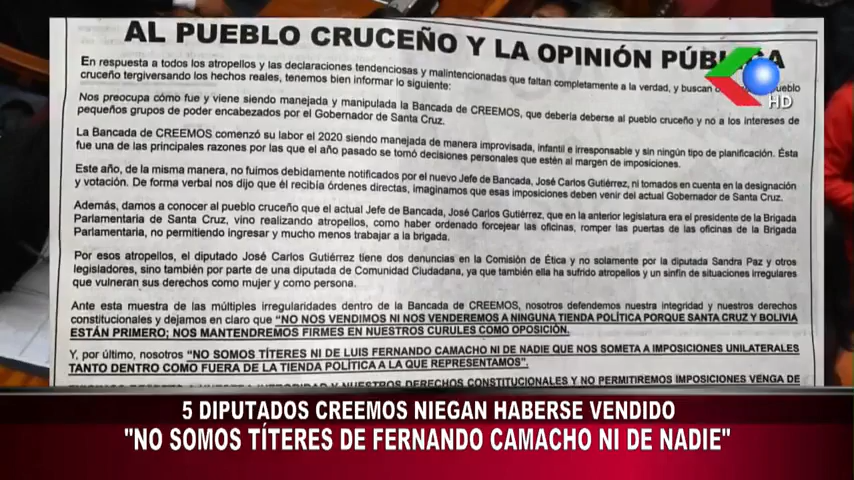 AL PUEBLO CRUCEÑO Y LA OPINIÓN PÚBLICA
En respuesta a todos los atropellos y las declaraciones tendenciosas y malintencionadas que faltan completamente a la verdad, y buscan
cruceño tergiversando los hechos reales, tenemos bien informar lo siguiente:
HD
Nos preocupa cómo fue y viene siendo manejada y manipulada la Bancada de CREEMOS, que debería deberse al pueblo cruceño y no a los intereses de
pequeños grupos de poder encabezados por el Gobernador de Santa Cruz.
La Bancada de CREEMOS comenzó su labor el 2020 siendo manejada de manera improvisada, infantil e irresponsable y sin ningún tipo de planificación. Ésta
fue una de las principales razones por las que el año pasado se tomó decisiones personales que estén al margen de imposiciones.
Este año, de la misma manera, no fuimos debidamente notificados por el nuevo Jefe de Bancada, José Carlos Gutiérrez, ni tomados en cuenta en la designación
y votación. De forma verbal nos dijo que él recibía órdenes directas, imaginamos que esas imposiciones deben venir del actual Gobernador de Santa Cruz.
Además, damos a conocer al pueblo cruceño que el actual Jefe de Bancada, José Carlos Gutiérrez, que en la anterior legislatura era el presidente de la Brigada
Parlamentaria de Santa Cruz, vino realizando atropellos, como haber ordenado forcejear las oficinas, romper las puertas de las oficinas de la Brigada
Parlamentaria, no permitiendo ingresar y mucho menos trabajar a la brigada.
Por esos atropellos, el diputado José Carlos Gutiérrez tiene dos denuncias en la Comisión de Ética y no solamente por la diputada Sandra Paz y otros
legisladores, sino también por parte de una diputada de Comunidad Ciudadana, ya que también ella ha sufrido atropellos y un sinfin de situaciones irregulares
que vulneran sus derechos como mujer y como persona.
Ante esta muestra de las múltiples irregularidades dentro de la Bancada de CREEMOS, nosotros defendemos nuestra integridad y nuestros derechos
constitucionales y dejamos en claro que "NO NOS VENDIMOS NI NOS VENDEREMOS A NINGUNA TIENDA POLÍTICA PORQUE SANTA CRUZ Y BOLIVIA
ESTÁN PRIMERO; NOS MANTENDREMOS FIRMES EN NUESTROS CURULES COMO OPOSICIÓN.
Y, por último, nosotros "NO SOMOS TÍTERES NI DE LUIS FERNANDO CAMACHO NI DE NADIE QUE NOS SOMETA A IMPOSICIONES UNILATERALES
TANTO DENTRO COMO FUERA DE LA TIENDA POLÍTICA A LA QUE REPRESENTAMOS".
NUESTROS DERECHOS CONSTITUCIONALES Y NO PERMITIREMOS IMPOSICIONES VENGA DE
5 DIPUTADOS CREEMOS NIEGAN HABERSE VENDIDO
"NO SOMOS TÍTERES DE FERNANDO CAMACHO NI DE NADIE"